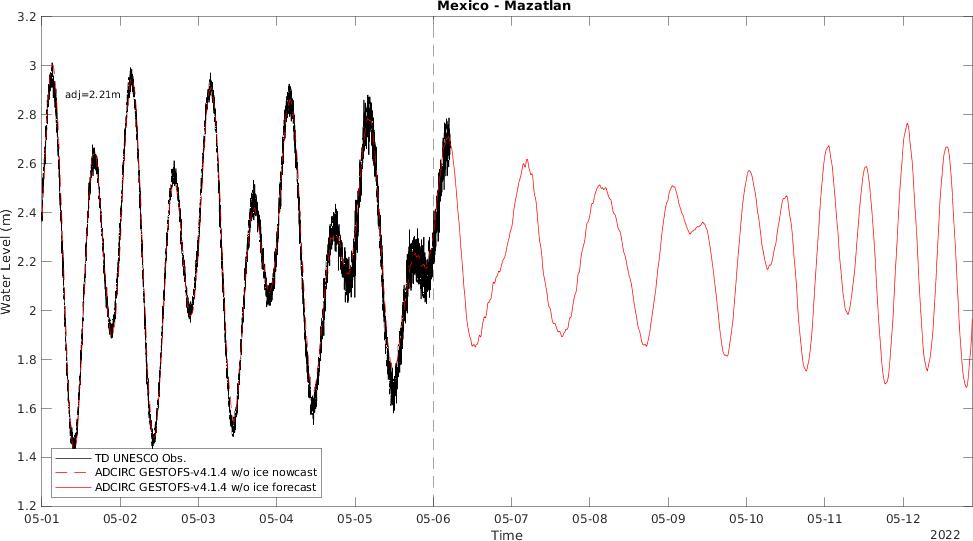 Mexico - Mazatlan
3.2
3
2.8
2.6
2.4
2.2
2
1.8
1.6
1.4
1.2
Water Level (m)
adj=2.21m
TD UNESCO Obs.
ADCIRC GESTOFS-v4.1.4 w/o ice nowcast
ADCIRC GESTOFS-v4.1.4 w/o ice forecast
05-01 05-02 05-03 05-04 05-05 05-06 05-07 05-08 05-09 05-10 05-11 05-12
Time
2022